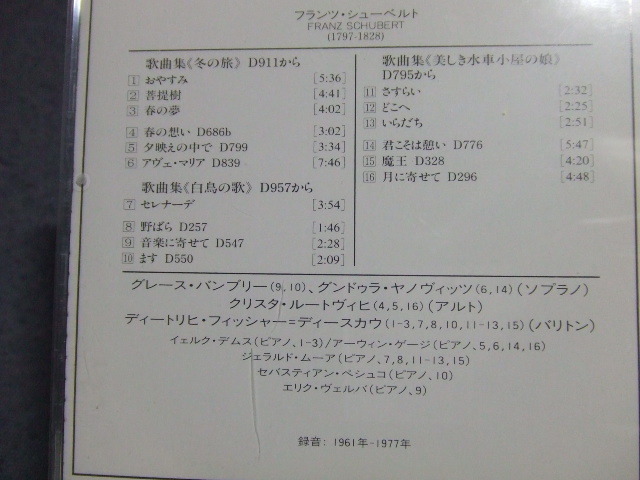 フランツ・シューベルト
FRANZ SCHUBERT
(1797-1828)
歌曲集《冬の旅》 D911から
1 おやすみ [5:36]
2 菩提樹 [4:41]
3 春の夢 [4:02]
4 春の想い D686b [3:02]
5 夕映えの中で D799 [3:34]
6 アヴェ・マリア D839 [7:46]
歌曲集《白鳥の歌》 D957から
7 セレナーデ [3:54]
8 野ばら D257 [1:46]
9 音楽に寄せて D547 [2:28]
10 ます D550 [2:09]
歌曲集《美しき水車小屋の娘》
D795から
11 さすらい [2:32]
12 どこへ [2:25]
13 いらだち [2:51]
14 君こそは憩い D776 [5:47]
15 魔王 D328 [4:20]
16 月に寄せて D296 [4:48]
グレース・バンブリー(9,10)、グンドゥラ・ヤノヴィッツ(6,14)(ソプラノ)
クリスタ・ルートヴィヒ(4,5,16)(アルト)
ディートリヒ・フィッシャー=ディースカウ(1-3,7,8,10,11-13,15)(バリトン)
イェルク・デムス(ピアノ、1-3)/アーウィン・ゲージ(ピアノ、5,6,14,16)
ジェラルド・ムーア(ピアノ、7,8,11-13,15)
セバスティアン・ペシュコ(ピアノ、10)
エリク・ヴェルバ(ピアノ、9)
録音：1961年-1977年